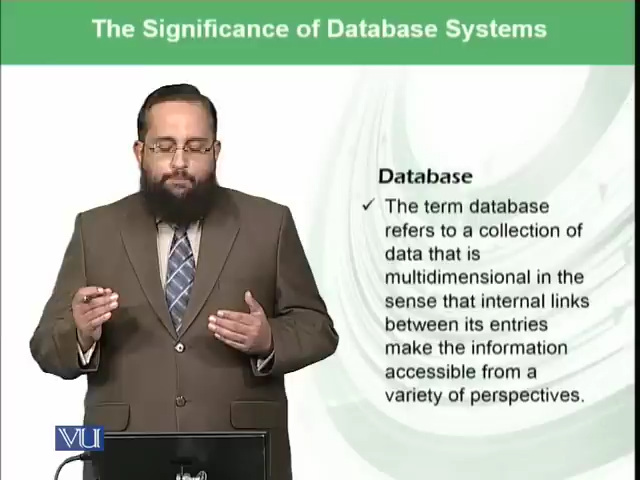 The Significance of Database Systems
Database
✓ The term database
refers to a collection of
data that is
multidimensional in the
sense that internal links
between its entries
make the information
accessible from a
variety of perspectives.
VU